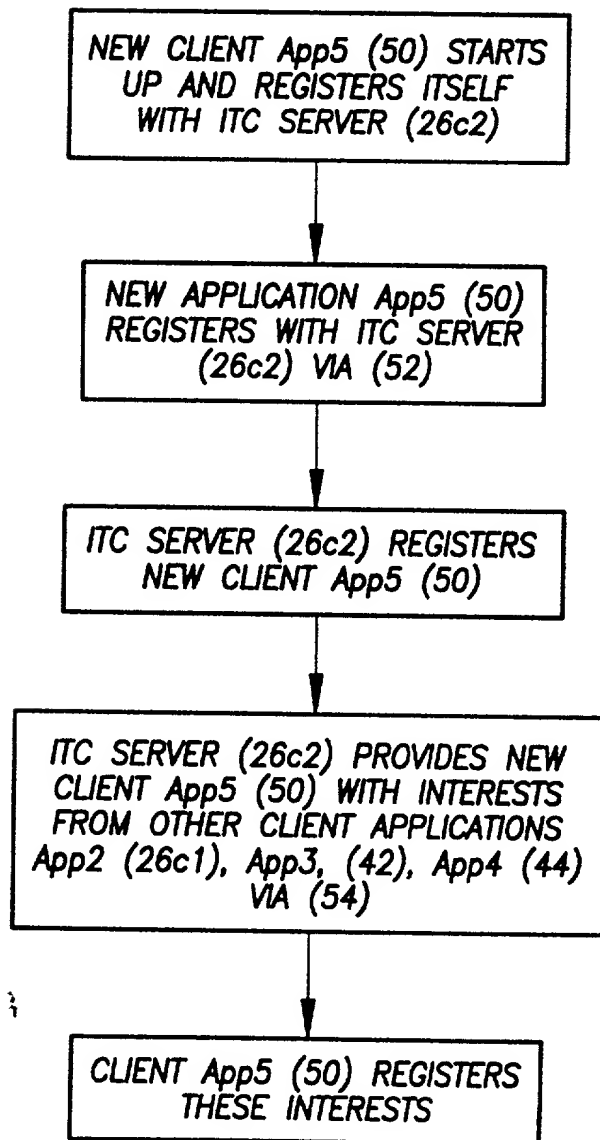 NEW CLIENT App5 (50) STARTS
UP AND REGISTERS ITSELF
WITH ITC SERVER (26c2)
NEW APPLICATION App5 (50)
REGISTERS WITH ITC SERVER
(26c2) VIA (52)
ITC SERVER (26c2) REGISTERS
NEW CLIENT App5 (50)
ITC SERVER (26c2) PROVIDES NEW
CLIENT App5 (50) WITH INTERESTS
FROM OTHER CLIENT APPLICATIONS
App2 (26c1), App3, (42), App4 (44)
VIA (54)
CLIENT App5 (50) REGISTERS
THESE INTERESTS